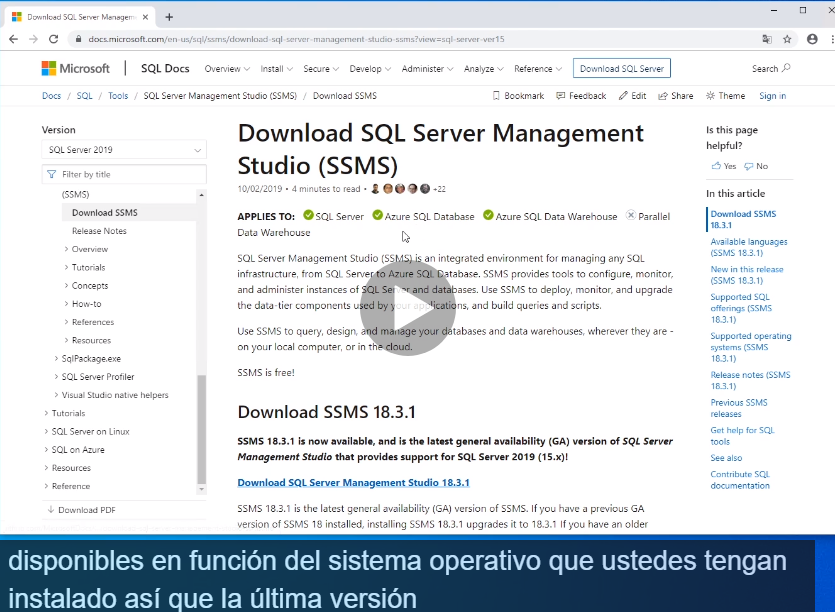 Download SQL Server Managem
docs.microsoft.com/en-us/sql/ssms/download-sql-server-management-studio-ssms?view=sql-server-ver15
Microsoft
SQL Docs
Overview
Install
Secure
Develop
Administer
Analyze
Reference
Download SQL Server
Search
Docs / SQL / Tools / SQL Server Management Studio (SSMS) / Download SSMS
Bookmark
Feedback
Edit
Share
Theme
Sign in
Version
SQL Server 2019
Filter by title
(SSMS)
Download SSMS
Release Notes
Overview
Tutorials
Concepts
How-to
References
Resources
SqlPackage.exe
SQL Server Profiler
Visual Studio native helpers
Tutorials
SQL Server on Linux
SQL on Azure
Resources
Reference
Download PDF
Download SQL Server Management
Studio (SSMS)
10/02/2019 • 4 minutes to read • +22
APPLIES TO: SQL Server Azure SQL Database Azure SQL Data Warehouse Parallel
Data Warehouse
SQL Server Management Studio (SSMS) is an integrated environment for managing any SQL
infrastructure, from SQL Server to Azure SQL Database. SSMS provides tools to configure, monitor,
and administer instances of SQL Server and databases. Use SSMS to deploy, monitor, and upgrade
the data-tier components used by your applications, and build queries and scripts.
Use SSMS to query, design, and manage your databases and data warehouses, wherever they are -
on your local computer, or in the cloud.
SSMS is free!
Download SSMS 18.3.1
SSMS 18.3.1 is now available, and is the latest general availability (GA) version of SQL Server
Management Studio that provides support for SQL Server 2019 (15.x)!
Download SQL Server Management Studio 18.3.1
SSMS 18.3.1 is the latest general availability (GA) version of SSMS. If you have a previous GA
version of SSMS 18 installed, installing SSMS 18.3.1 upgrades it to 18.3.1 If you have an older
Is this page
helpful?
Yes
No
In this article
Download SSMS
18.3.1
Available languages
(SSMS 18.3.1)
New in this release
(SSMS 18.3.1)
Supported SQL
offerings (SSMS
18.3.1)
Supported operating
systems (SSMS
18.3.1)
Release notes (SSMS
18.3.1)
Previous SSMS
releases
Get help for SQL
tools
See also
Contribute SQL
documentation
disponibles en función del sistema operativo que ustedes tengan
instalado así que la última versión